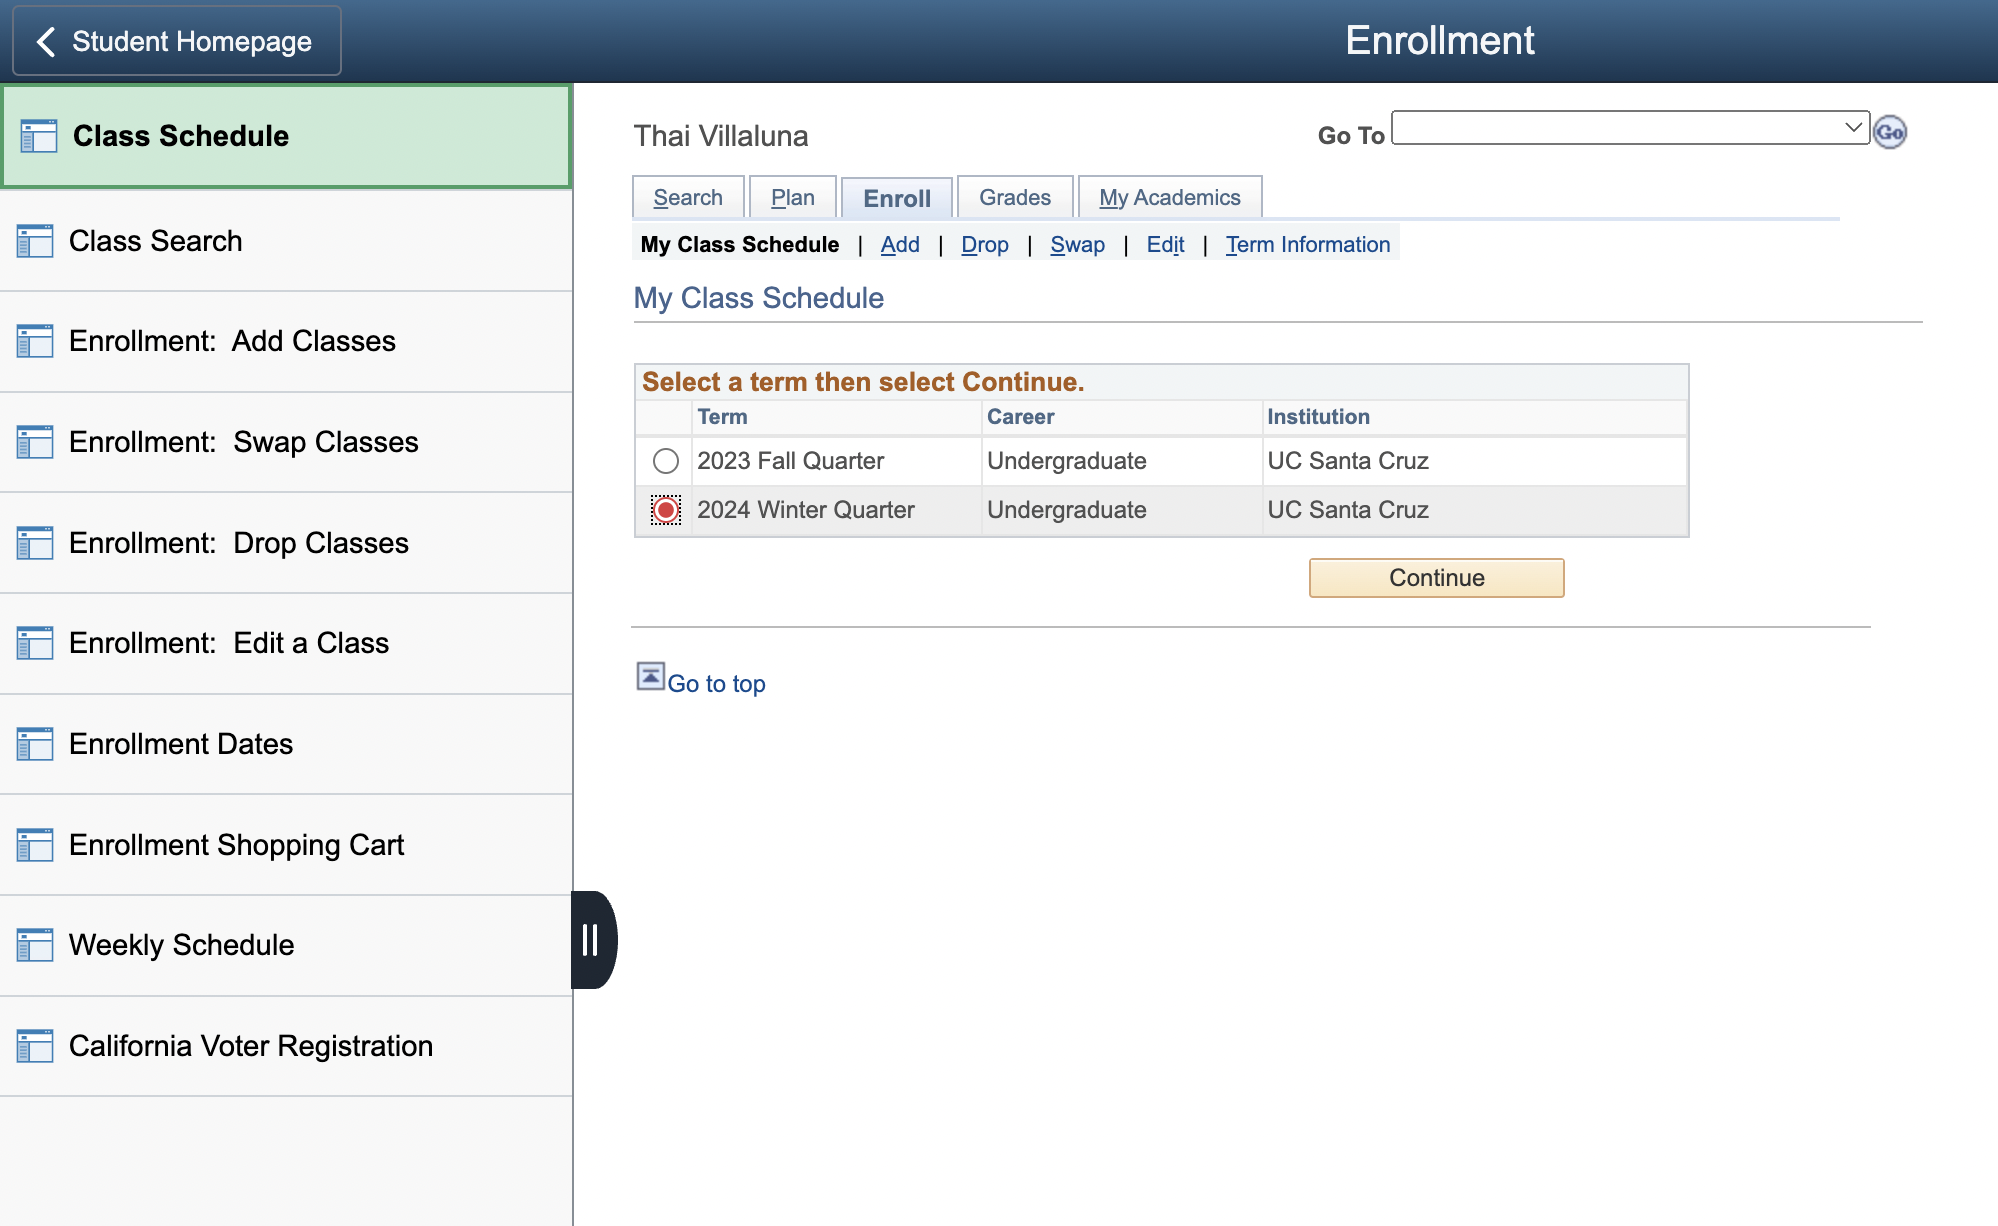 Student Homepage
Enrollment
Class Schedule
Class Search
Enrollment: Add Classes
Enrollment: Swap Classes
Enrollment: Drop Classes
Enrollment: Edit a Class
Enrollment Dates
Enrollment Shopping Cart
Weekly Schedule
California Voter Registration
Thai Villaluna
Go To
Go
Search Plan Enroll Grades My Academics
My Class Schedule | Add | Drop | Swap | Edit | Term Information
My Class Schedule
Select a term then select Continue.
Term Career Institution
2023 Fall Quarter Undergraduate UC Santa Cruz
2024 Winter Quarter Undergraduate UC Santa Cruz
Continue
Go to top